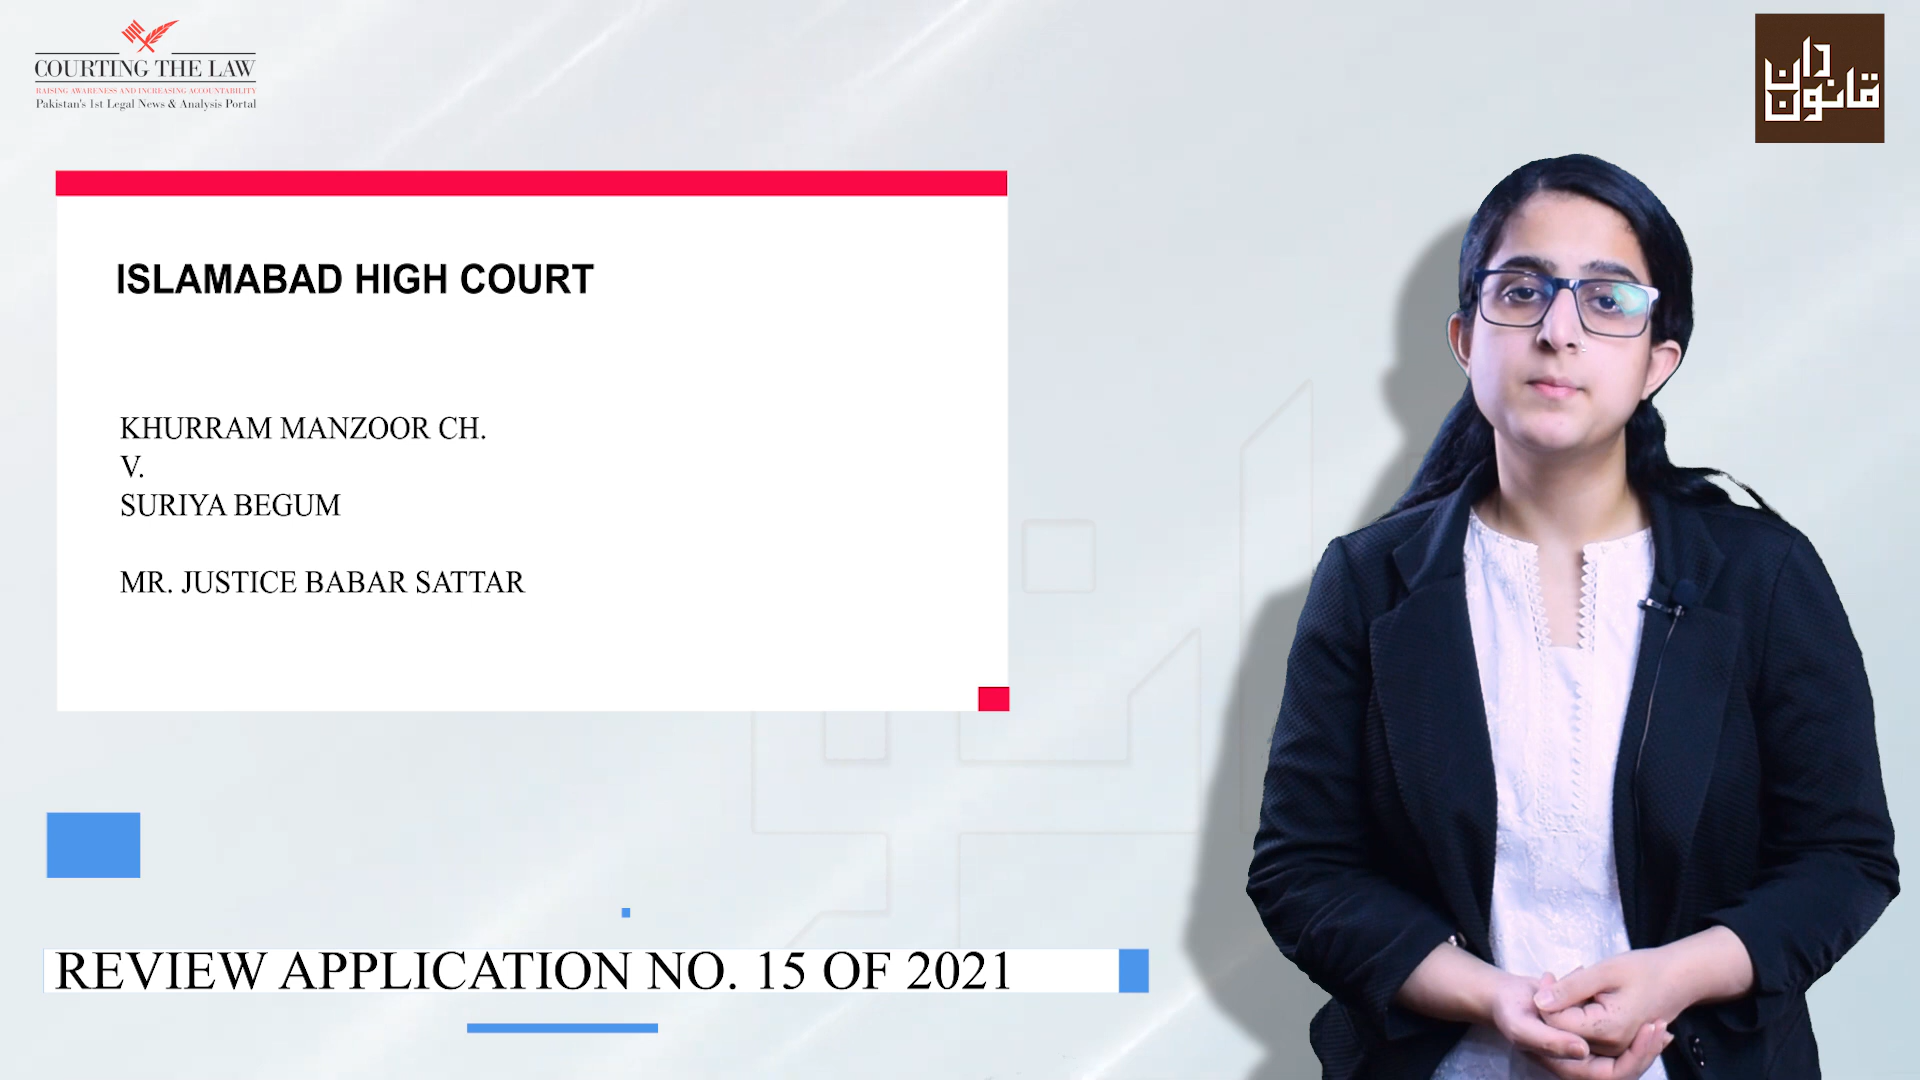 COURTING THE LAW
RAISING AWARENESS AND INCREASING ACCOUNTABILITY
Pakistan's 1st Legal News & Analysis Portal
قانون دان
ISLAMABAD HIGH COURT
KHURRAM MANZOOR CH.
V.
SURIYA BEGUM
MR. JUSTICE BABAR SATTAR
REVIEW APPLICATION NO. 15 OF 2021